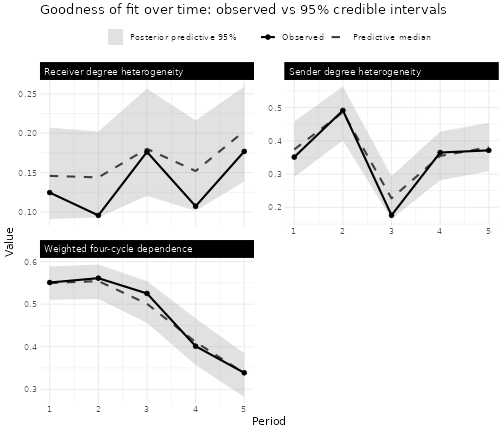 Goodness of fit over time: observed vs 95% credible intervals
Posterior predictive 95%
Observed
Predictive median
Receiver degree heterogeneity
Sender degree heterogeneity
0.25
0.20
0.15
0.10
0.5
0.4
0.3
0.2
1 2 3 4 5
Weighted four-cycle dependence
0.6
0.5
0.4
0.3
1 2 3 4 5
Value
Period